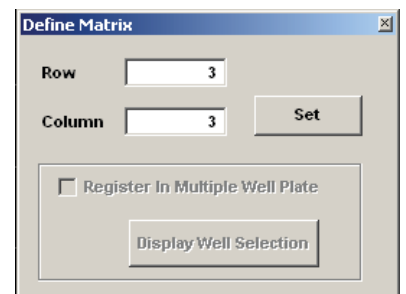 Define Matrix
Row 3
Column 3
Set
Register In Multiple Well Plate
Display Well Selection